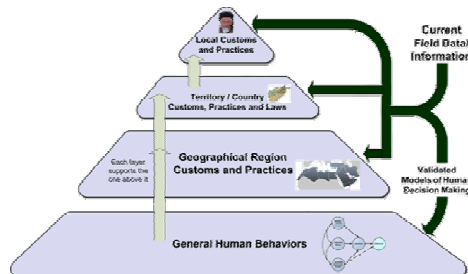 Local Customs
and Practices
Territory / Country
Customs, Practices and Laws
Each layer
supports the
one above it
Geographical Region
Customs and Practices
General Human Behaviors
Current
Field Data/
Information
Validated
Models of Human
Decision Making